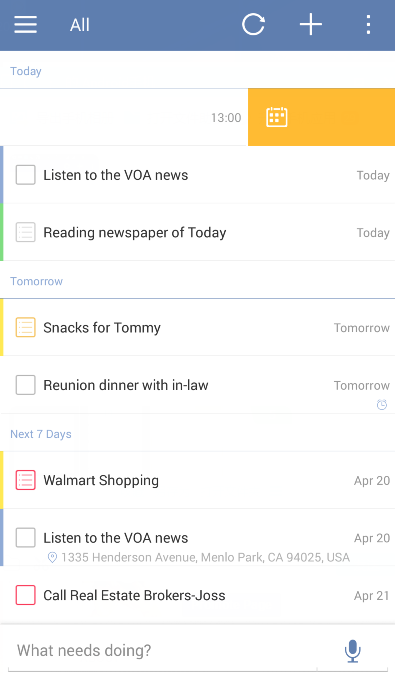 All
Today
13:00
Listen to the VOA news Today
Reading newspaper of Today Today
Tomorrow
Snacks for Tommy Tomorrow
Reunion dinner with in-law Tomorrow
Next 7 Days
Walmart Shopping Apr 20
Listen to the VOA news Apr 20
1335 Henderson Avenue, Menlo Park, CA 94025, USA
Call Real Estate Brokers-Joss Apr 21
What needs doing?